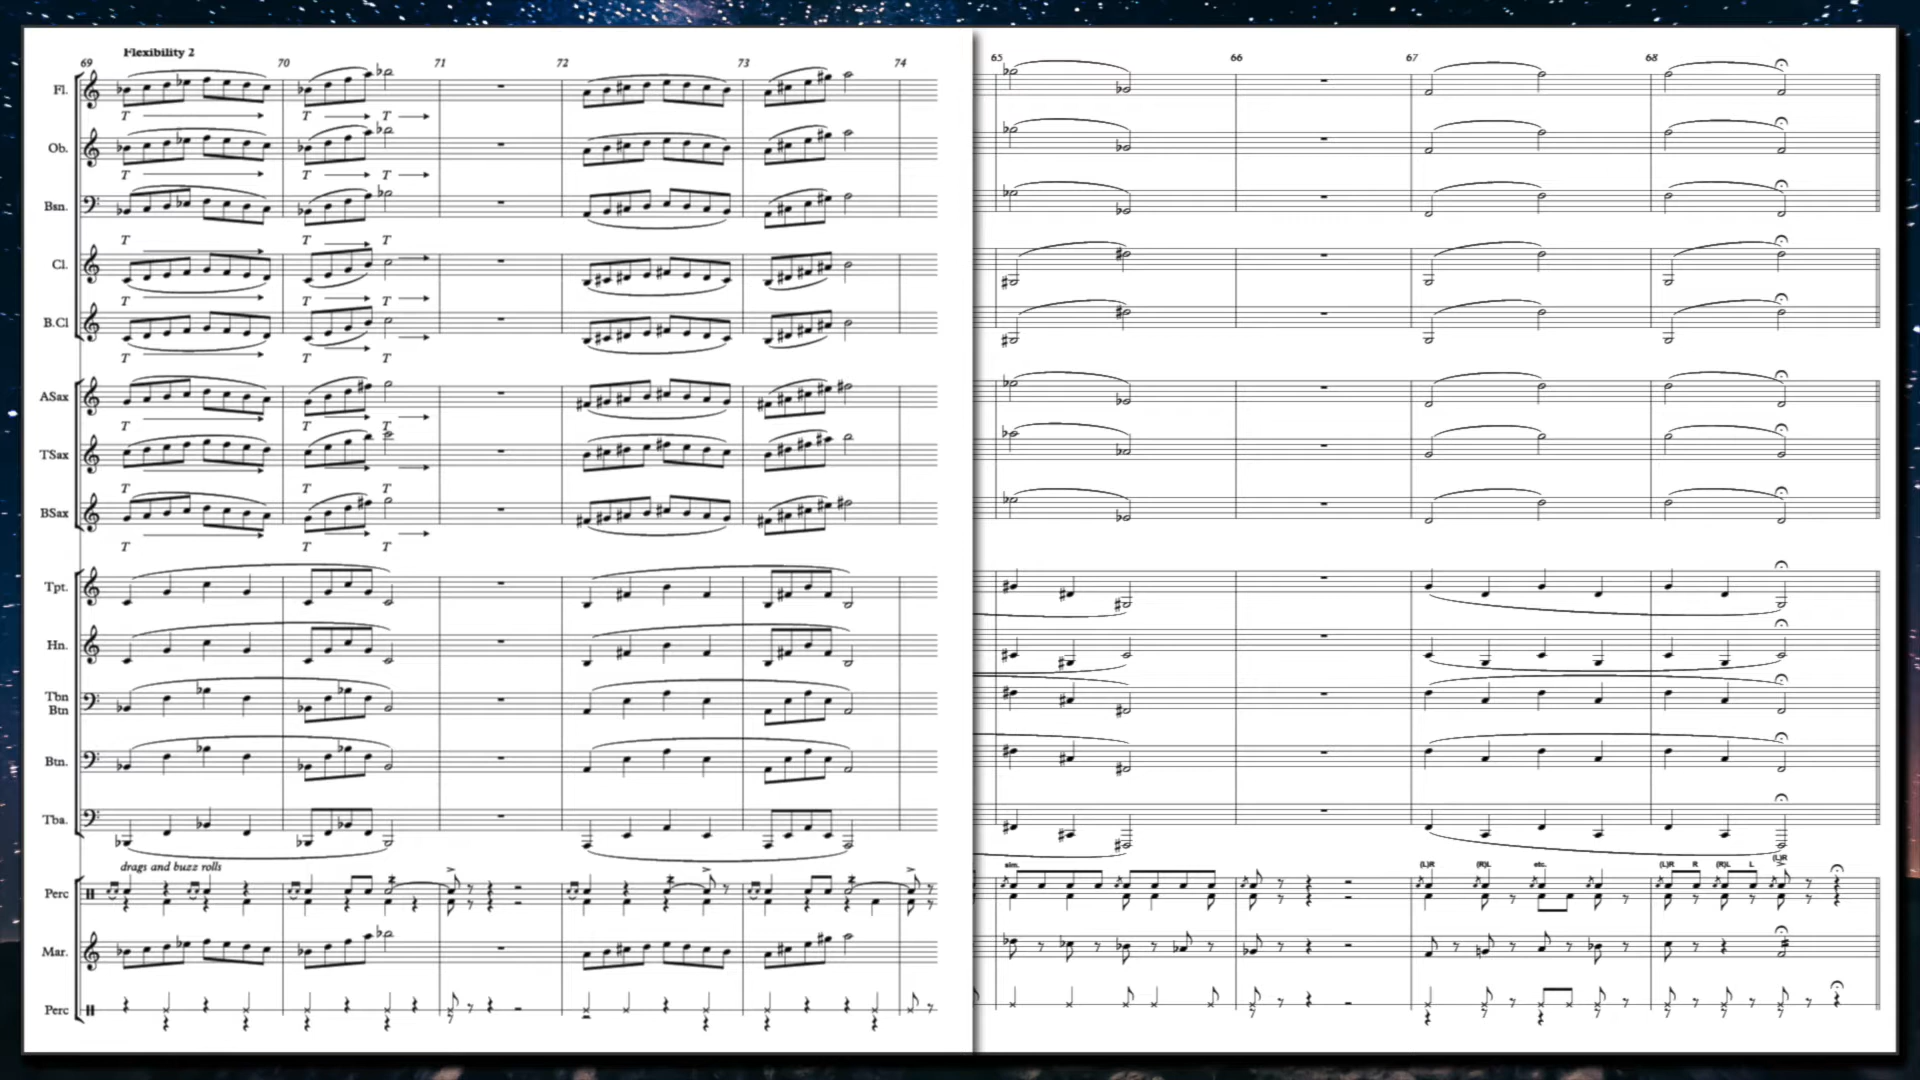 Flexibility 2
69 70 71 72 73 74
Fl.
T T T
Ob.
T T T
Bsn.
T T T
Cl.
T T T
B.Cl
T T T
ASax
T T T
TSax
T T T
BSax
T T T
Tpt.
Hn.
Tbn
Btn
Btn.
Tba.
drags and buzz rolls
Perc
Mar.
Perc
65 66 67 68
sim. (L)R (R)L etc. (L)R R (R)L L (L)R